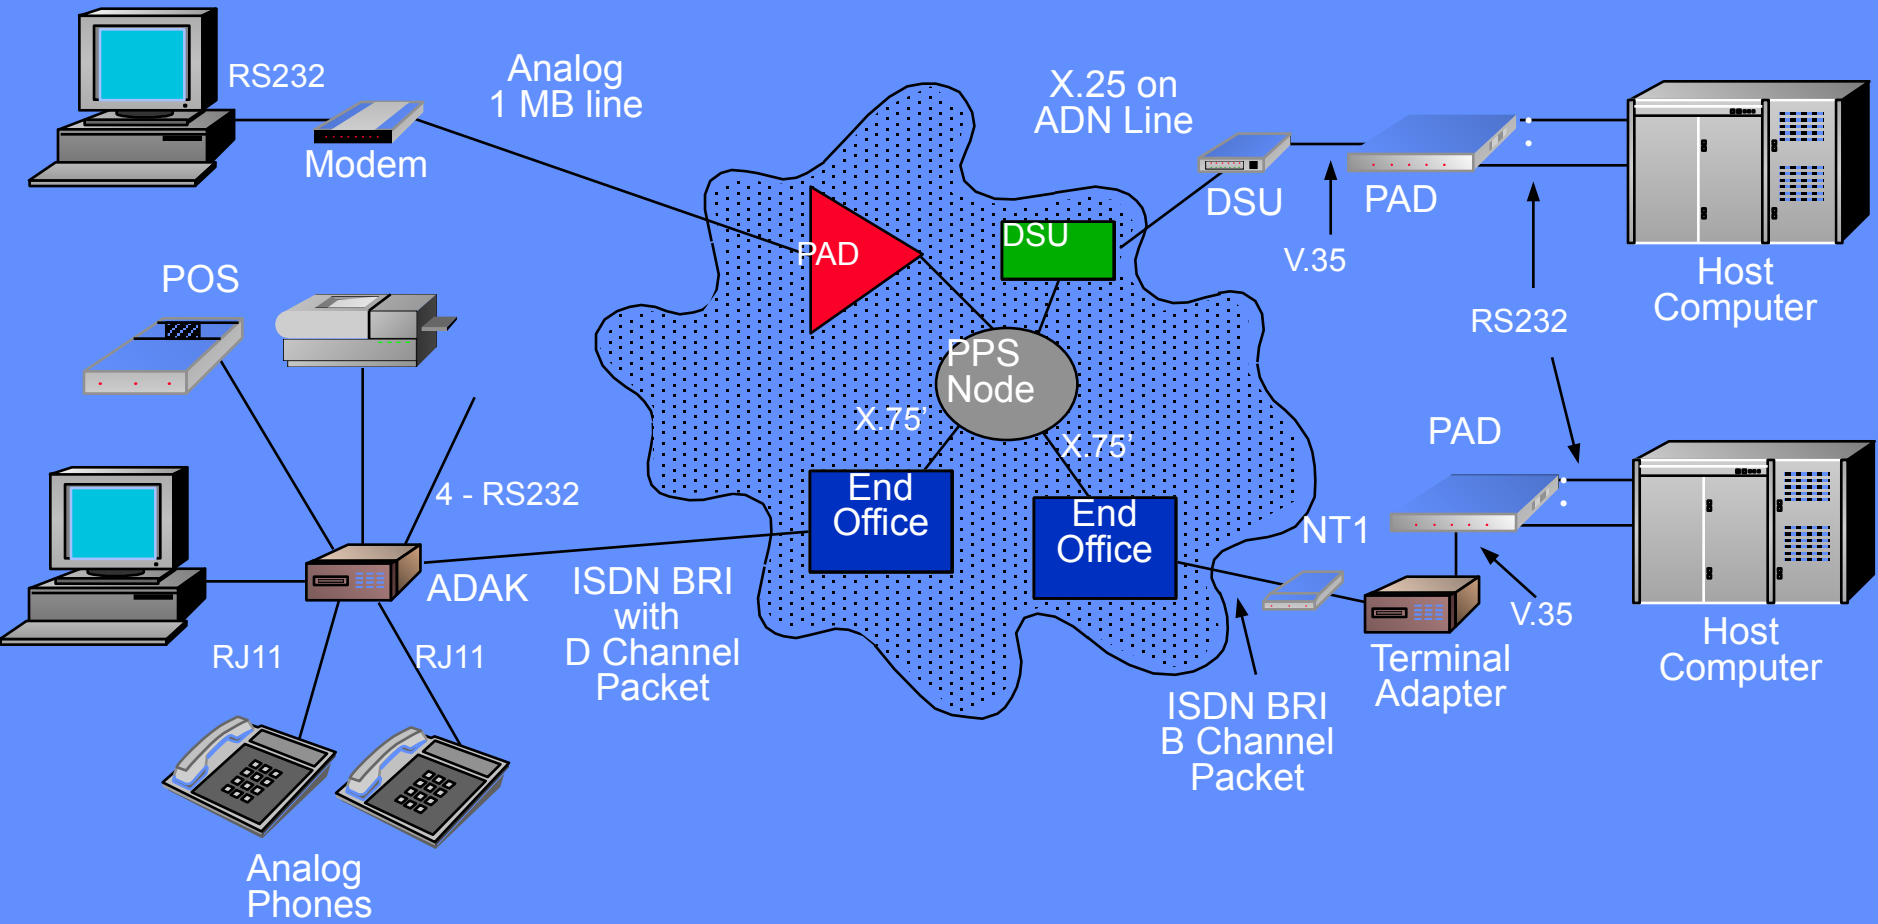 RS232
Analog
1 MB line
Modem
X.25 on
ADN Line
DSU
PAD
V.35
Host
Computer
RS232
PAD
DSU
PPS
Node
X.75'
X.75'
End
Office
End
Office
POS
4 - RS232
ADAK
RJ11
RJ11
Analog
Phones
ISDN BRI
with
D Channel
Packet
PAD
NT1
V.35
Terminal
Adapter
Host
Computer
ISDN BRI
B Channel
Packet